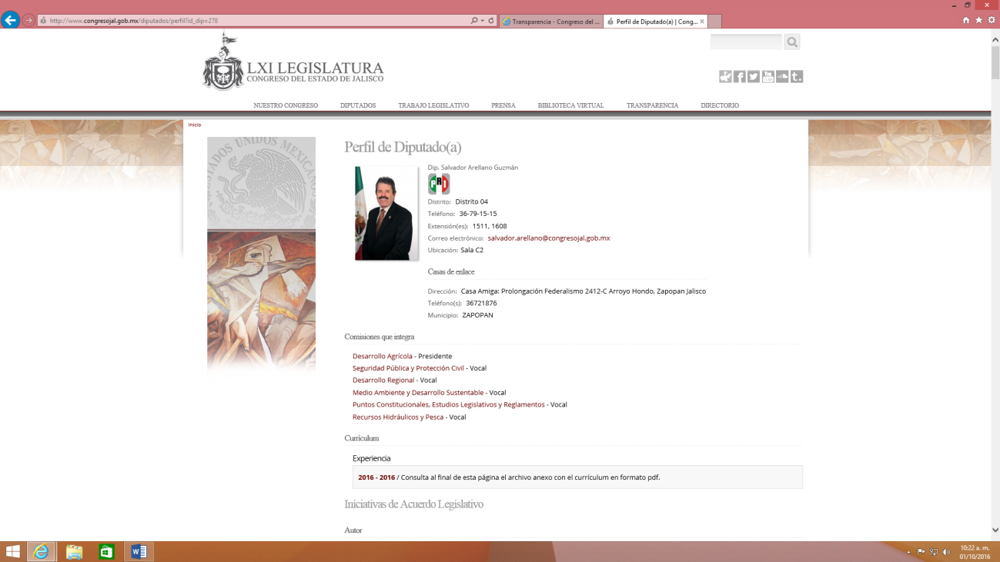 http://www.congresojal.gob.mx/diputados/perfil?id_dip=278
Transparencia - Congreso del ...
Perfil de Diputado(a) | Cong...
LXI LEGISLATURA
CONGRESO DEL ESTADO DE JALISCO
NUESTRO CONGRESO DIPUTADOS TRABAJO LEGISLATIVO PRENSA BIBLIOTECA VIRTUAL TRANSPARENCIA DIRECTORIO
Inicio
Perfil de Diputado(a)
Dip. Salvador Arellano Guzmán
PRI
Distrito: Distrito 04
Teléfono: 36-79-15-15
Extensión(es): 1511, 1608
Correo electrónico: salvador.arellano@congresojal.gob.mx
Ubicación: Sala C2
Casas de enlace
Dirección: Casa Amiga: Prolongación Federalismo 2412-C Arroyo Hondo, Zapopan Jalisco
Teléfono(s): 36721876
Municipio: ZAPOPAN
Comisiones que integra
Desarrollo Agrícola - Presidente
Seguridad Pública y Protección Civil - Vocal
Desarrollo Regional - Vocal
Medio Ambiente y Desarrollo Sustentable - Vocal
Puntos Constitucionales, Estudios Legislativos y Reglamentos - Vocal
Recursos Hidráulicos y Pesca - Vocal
Currículum
Experiencia
2016 - 2016 / Consulta al final de esta página el archivo anexo con el currículum en formato pdf.
Iniciativas de Acuerdo Legislativo
Autor
10:22 a. m.
01/10/2016